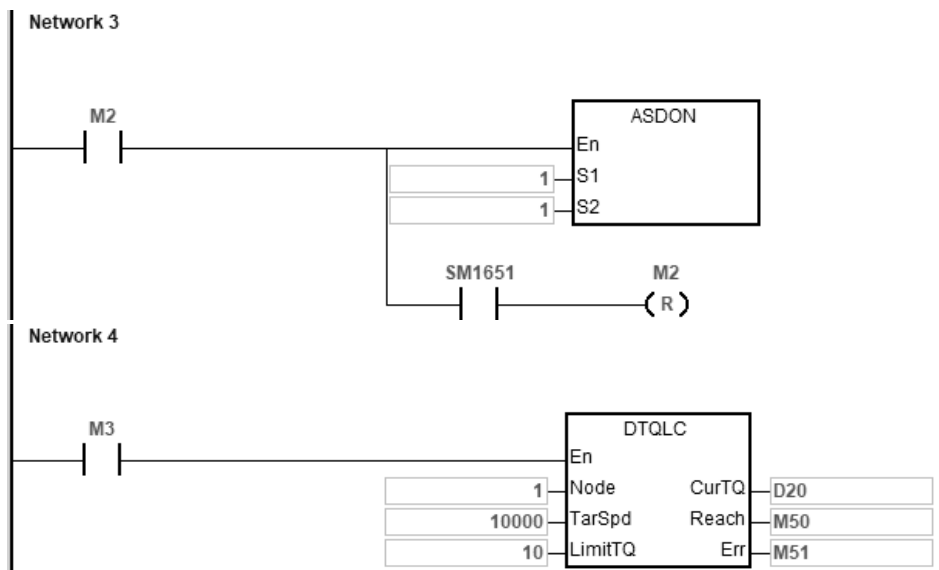 Network 3
M2
ASDON
En
1 S1
1 S2
SM1651 M2
R
Network 4
M3
DTQLC
En
1 Node CurTQ D20
10000 TarSpd Reach M50
10 LimitTQ Err M51